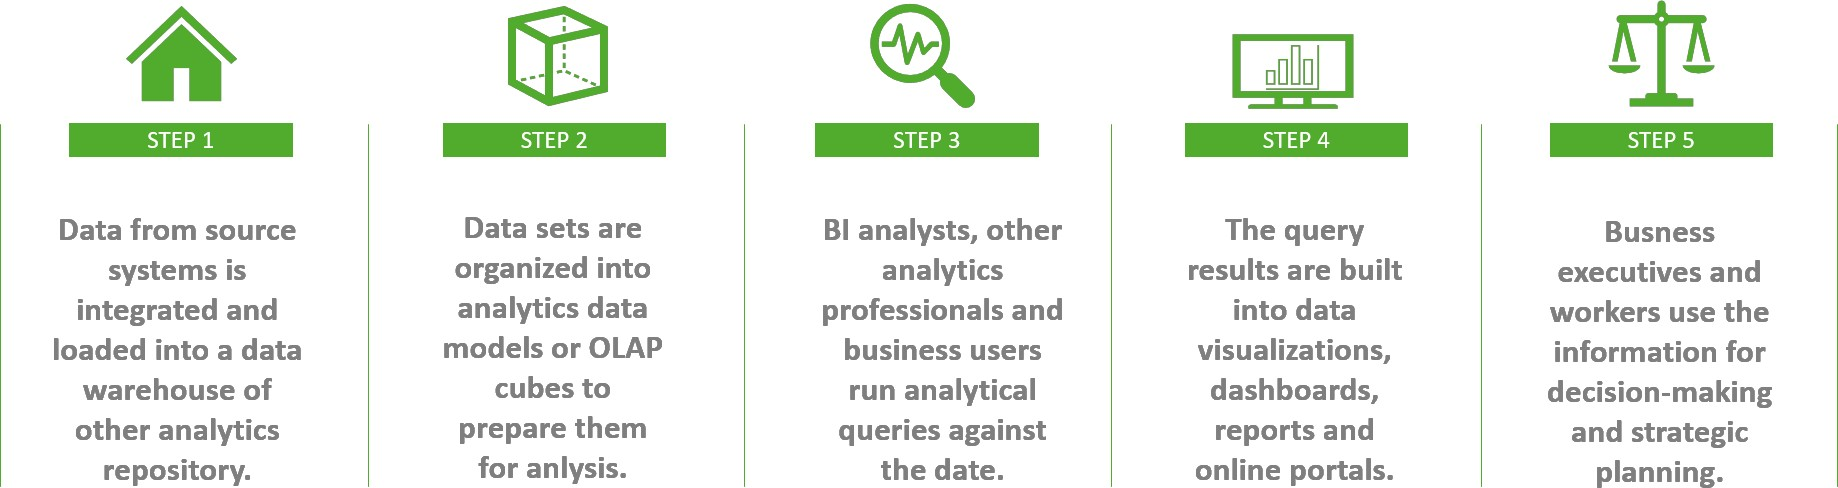 STEP 1
Data from source
systems is
integrated and
loaded into a data
warehouse of
other analytics
repository.
STEP 2
Data sets are
organized into
analytics data
models or OLAP
cubes to
prepare them
for anlysis.
STEP 3
BI analysts, other
analytics
professionals and
business users
run analytical
queries against
the date.
STEP 4
The query
results are built
into data
visualizations,
dashboards,
reports and
online portals.
STEP 5
Busness
executives and
workers use the
information for
decision-making
and strategic
planning.